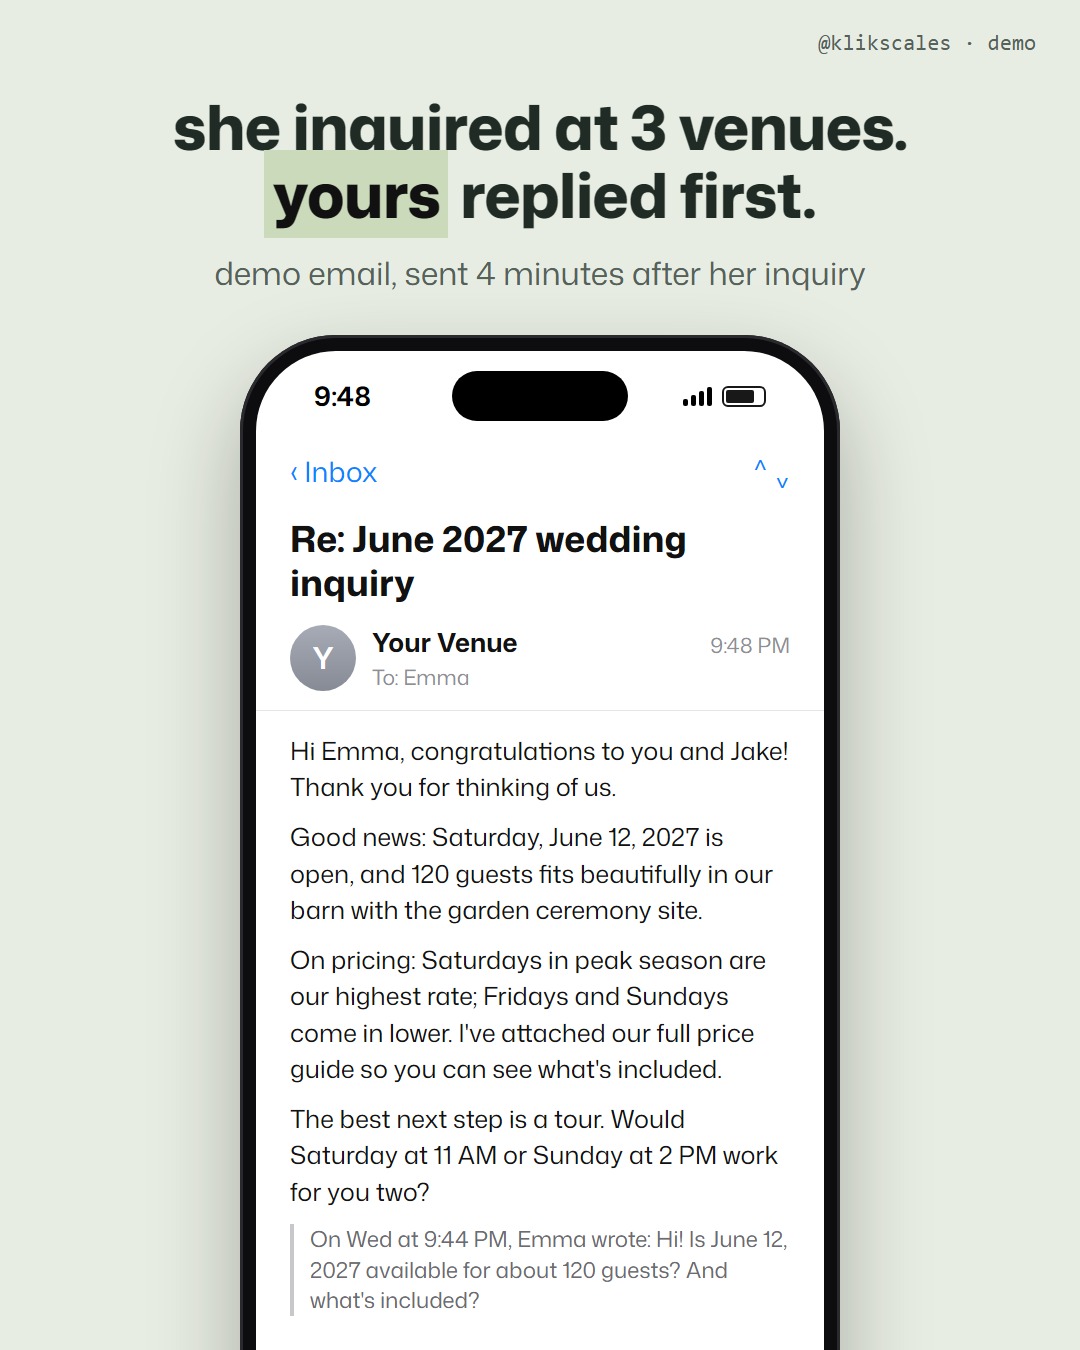 @klikscales · demo
she inquired at 3 venues.
yours replied first.
demo email, sent 4 minutes after her inquiry
9:48
‹ Inbox
Re: June 2027 wedding
inquiry
Y
Your Venue
9:48 PM
To: Emma
Hi Emma, congratulations to you and Jake!
Thank you for thinking of us.
Good news: Saturday, June 12, 2027 is
open, and 120 guests fits beautifully in our
barn with the garden ceremony site.
On pricing: Saturdays in peak season are
our highest rate; Fridays and Sundays
come in lower. I've attached our full price
guide so you can see what's included.
The best next step is a tour. Would
Saturday at 11 AM or Sunday at 2 PM work
for you two?
On Wed at 9:44 PM, Emma wrote: Hi! Is June 12,
2027 available for about 120 guests? And
what's included?